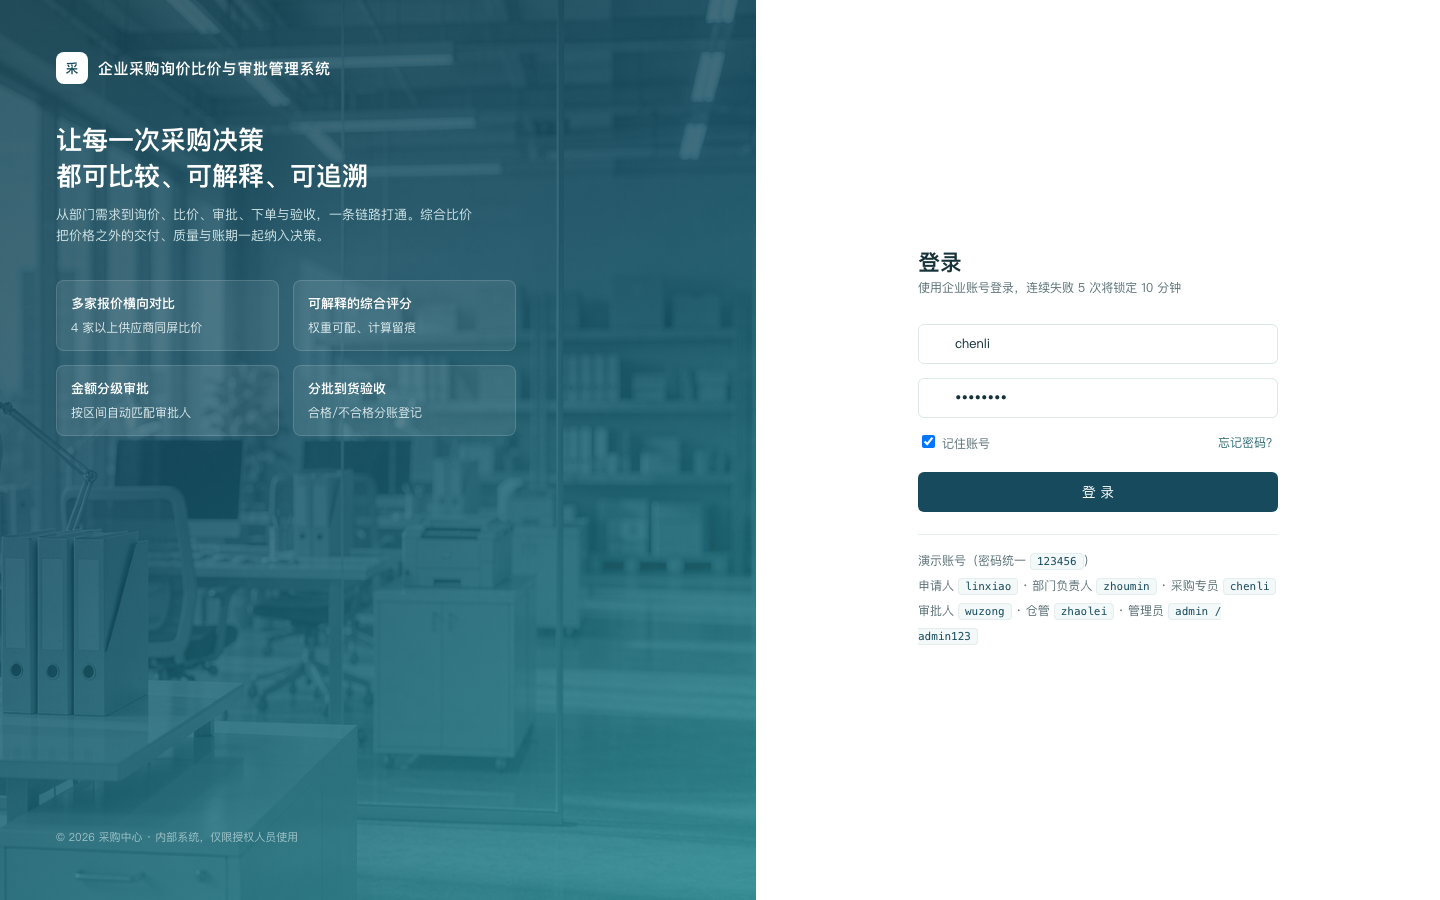 采 企业采购询价比价与审批管理系统
让每一次采购决策
都可比较、可解释、可追溯
从部门需求到询价、比价、审批、下单与验收，一条链路打通。综合比价
把价格之外的交付、质量与账期一起纳入决策。
多家报价横向对比
4 家以上供应商同屏比价
可解释的综合评分
权重可配、计算留痕
金额分级审批
按区间自动匹配审批人
分批到货验收
合格/不合格分账登记
© 2026 采购中心 · 内部系统，仅限授权人员使用
登录
使用企业账号登录，连续失败 5 次将锁定 10 分钟
chenli
••••••••
记住账号 忘记密码?
登 录
演示账号（密码统一 123456）
申请人 linxiao · 部门负责人 zhoumin · 采购专员 chenli
审批人 wuzong · 仓管 zhaolei · 管理员 admin /
admin123